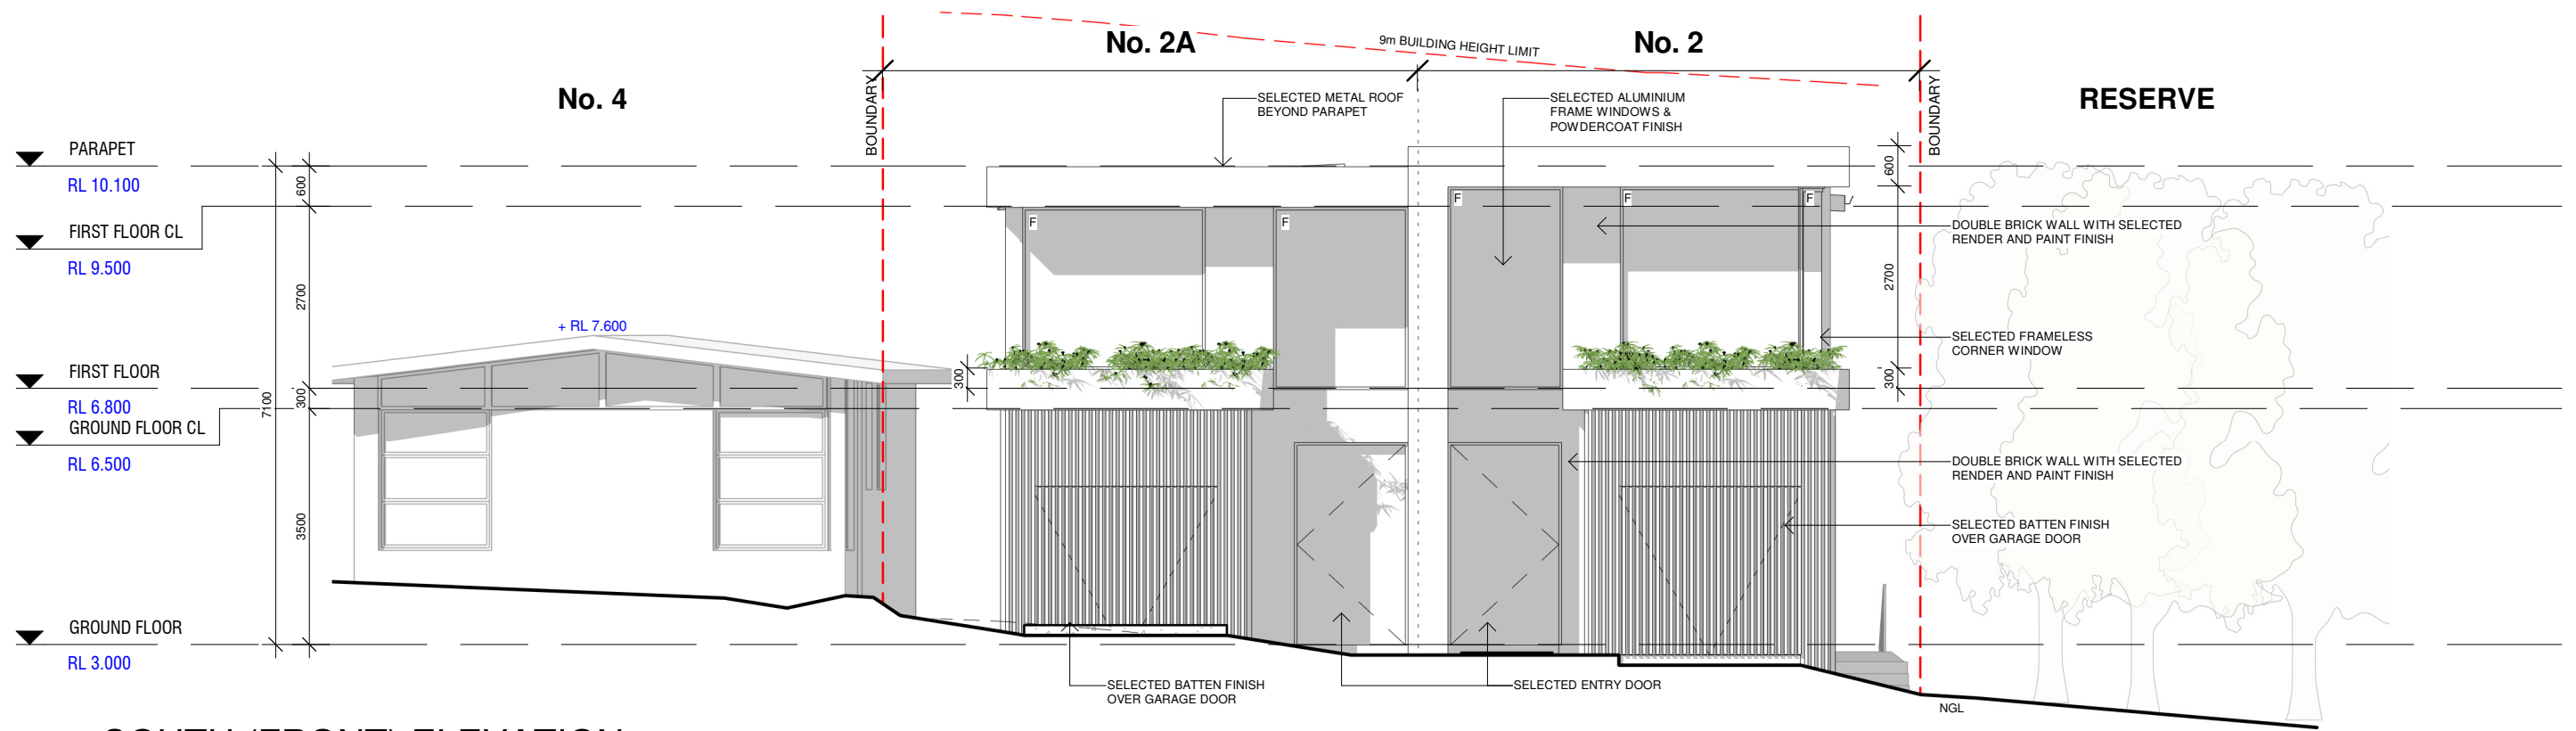 No. 4
No. 2A
No. 2
RESERVE
9m BUILDING HEIGHT LIMIT
BOUNDARY
BOUNDARY
SELECTED METAL ROOF
BEYOND PARAPET
SELECTED ALUMINIUM
FRAME WINDOWS &
POWDERCOAT FINISH
PARAPET
RL 10.100
FIRST FLOOR CL
RL 9.500
FIRST FLOOR
RL 6.800
GROUND FLOOR CL
RL 6.500
GROUND FLOOR
RL 3.000
7100
600
2700
300
3500
+ RL 7.600
300
F
F
F
F
F
600
2700
300
DOUBLE BRICK WALL WITH SELECTED
RENDER AND PAINT FINISH
SELECTED FRAMELESS
CORNER WINDOW
DOUBLE BRICK WALL WITH SELECTED
RENDER AND PAINT FINISH
SELECTED BATTEN FINISH
OVER GARAGE DOOR
SELECTED BATTEN FINISH
OVER GARAGE DOOR
SELECTED ENTRY DOOR
NGL
SOUTH (FRONT) ELEVATION